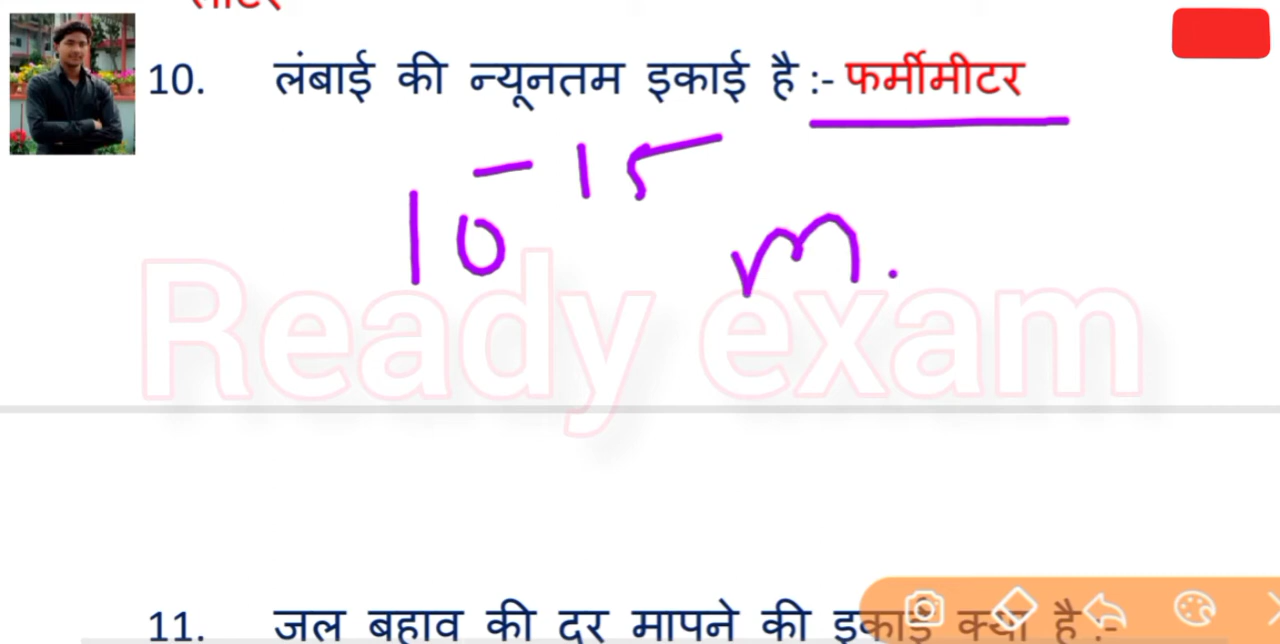 10. लंबाई की न्यूनतम इकाई है :- फर्मीमीटर
10⁻¹⁵ m.
Ready exam
11. जल बहाव की दर मापने की इकाई क्या है :-